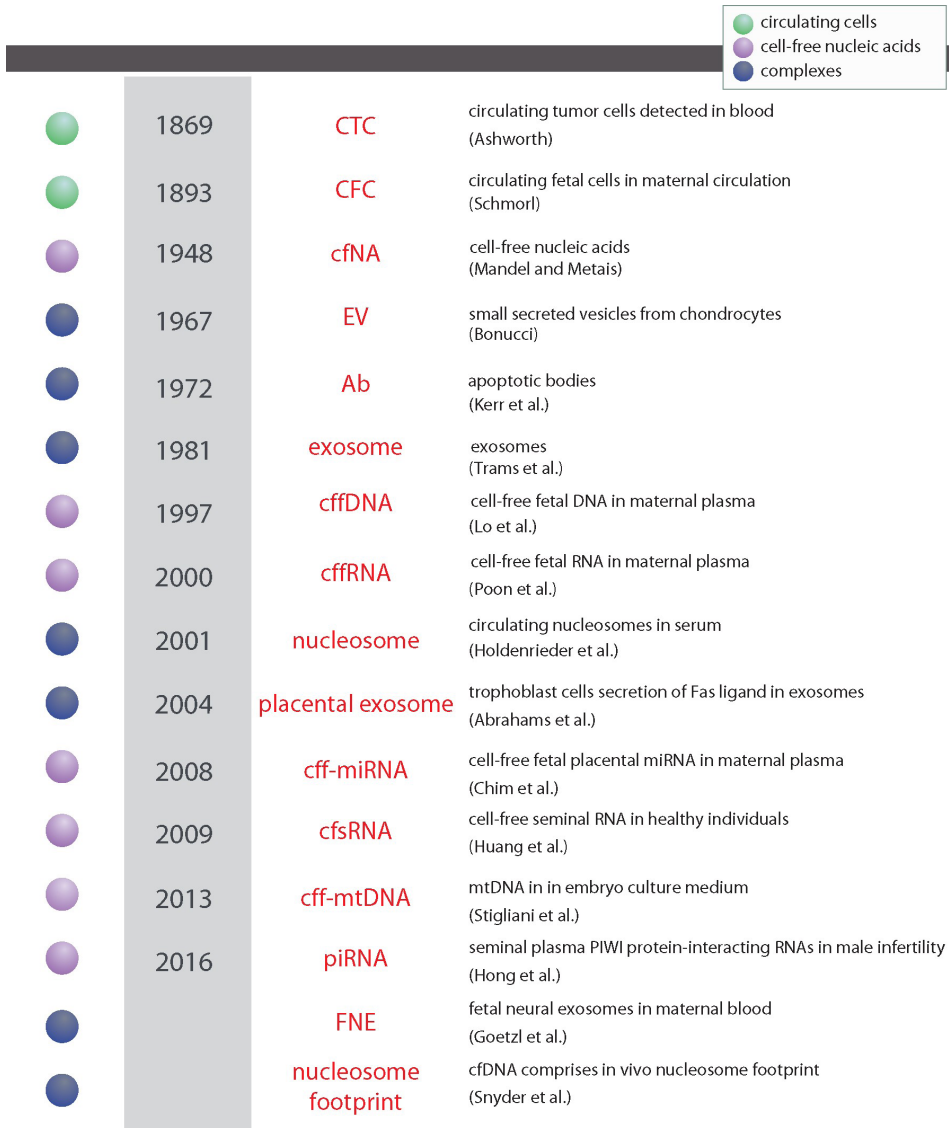 circulating cells
cell-free nucleic acids
complexes
1869 CTC circulating tumor cells detected in blood
(Ashworth)
1893 CFC circulating fetal cells in maternal circulation
(Schmorl)
1948 cfNA cell-free nucleic acids
(Mandel and Metais)
1967 EV small secreted vesicles from chondrocytes
(Bonucci)
1972 Ab apoptotic bodies
(Kerr et al.)
1981 exosome exosomes
(Trams et al.)
1997 cffDNA cell-free fetal DNA in maternal plasma
(Lo et al.)
2000 cffRNA cell-free fetal RNA in maternal plasma
(Poon et al.)
2001 nucleosome circulating nucleosomes in serum
(Holdenrieder et al.)
2004 placental exosome trophoblast cells secretion of Fas ligand in exosomes
(Abrahams et al.)
2008 cff-miRNA cell-free fetal placental miRNA in maternal plasma
(Chim et al.)
2009 cfsRNA cell-free seminal RNA in healthy individuals
(Huang et al.)
2013 cff-mtDNA mtDNA in in embryo culture medium
(Stigliani et al.)
2016 piRNA seminal plasma PIWI protein-interacting RNAs in male infertility
(Hong et al.)
FNE fetal neural exosomes in maternal blood
(Goetzl et al.)
nucleosome cfDNA comprises in vivo nucleosome footprint
footprint (Snyder et al.)